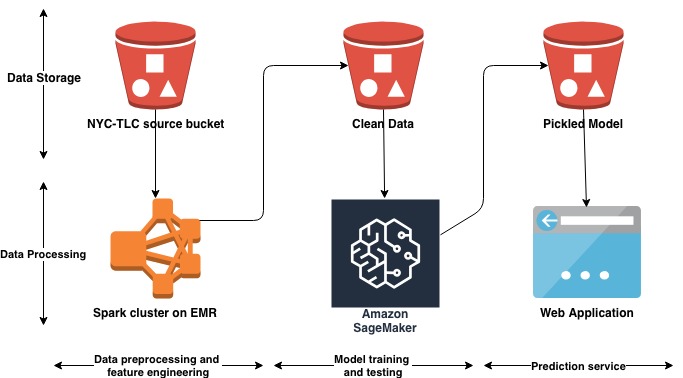 Data Storage
NYC-TLC source bucket
Clean Data
Pickled Model
Data Processing
Spark cluster on EMR
Amazon
SageMaker
Web Application
Data preprocessing and
feature engineering
Model training
and testing
Prediction service